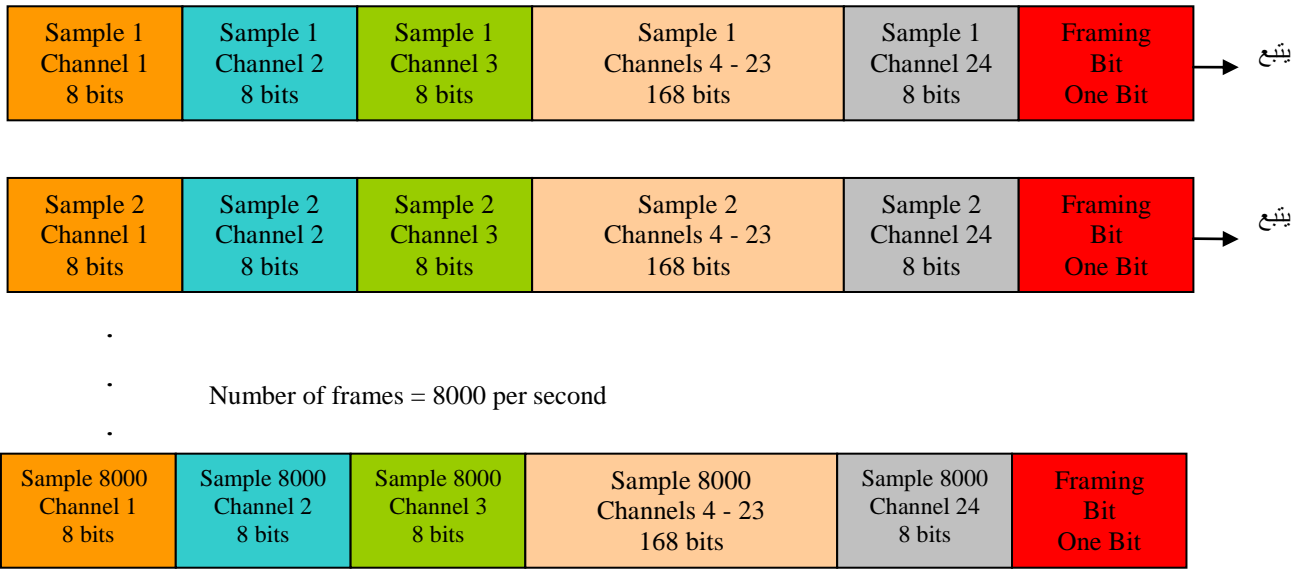 Sample 1
Channel 1
8 bits
Sample 1
Channel 2
8 bits
Sample 1
Channel 3
8 bits
Sample 1
Channels 4 - 23
168 bits
Sample 1
Channel 24
8 bits
Framing
Bit
One Bit
يتبع
Sample 2
Channel 1
8 bits
Sample 2
Channel 2
8 bits
Sample 2
Channel 3
8 bits
Sample 2
Channels 4 - 23
168 bits
Sample 2
Channel 24
8 bits
Framing
Bit
One Bit
يتبع
.
.
Number of frames = 8000 per second
.
Sample 8000
Channel 1
8 bits
Sample 8000
Channel 2
8 bits
Sample 8000
Channel 3
8 bits
Sample 8000
Channels 4 - 23
168 bits
Sample 8000
Channel 24
8 bits
Framing
Bit
One Bit